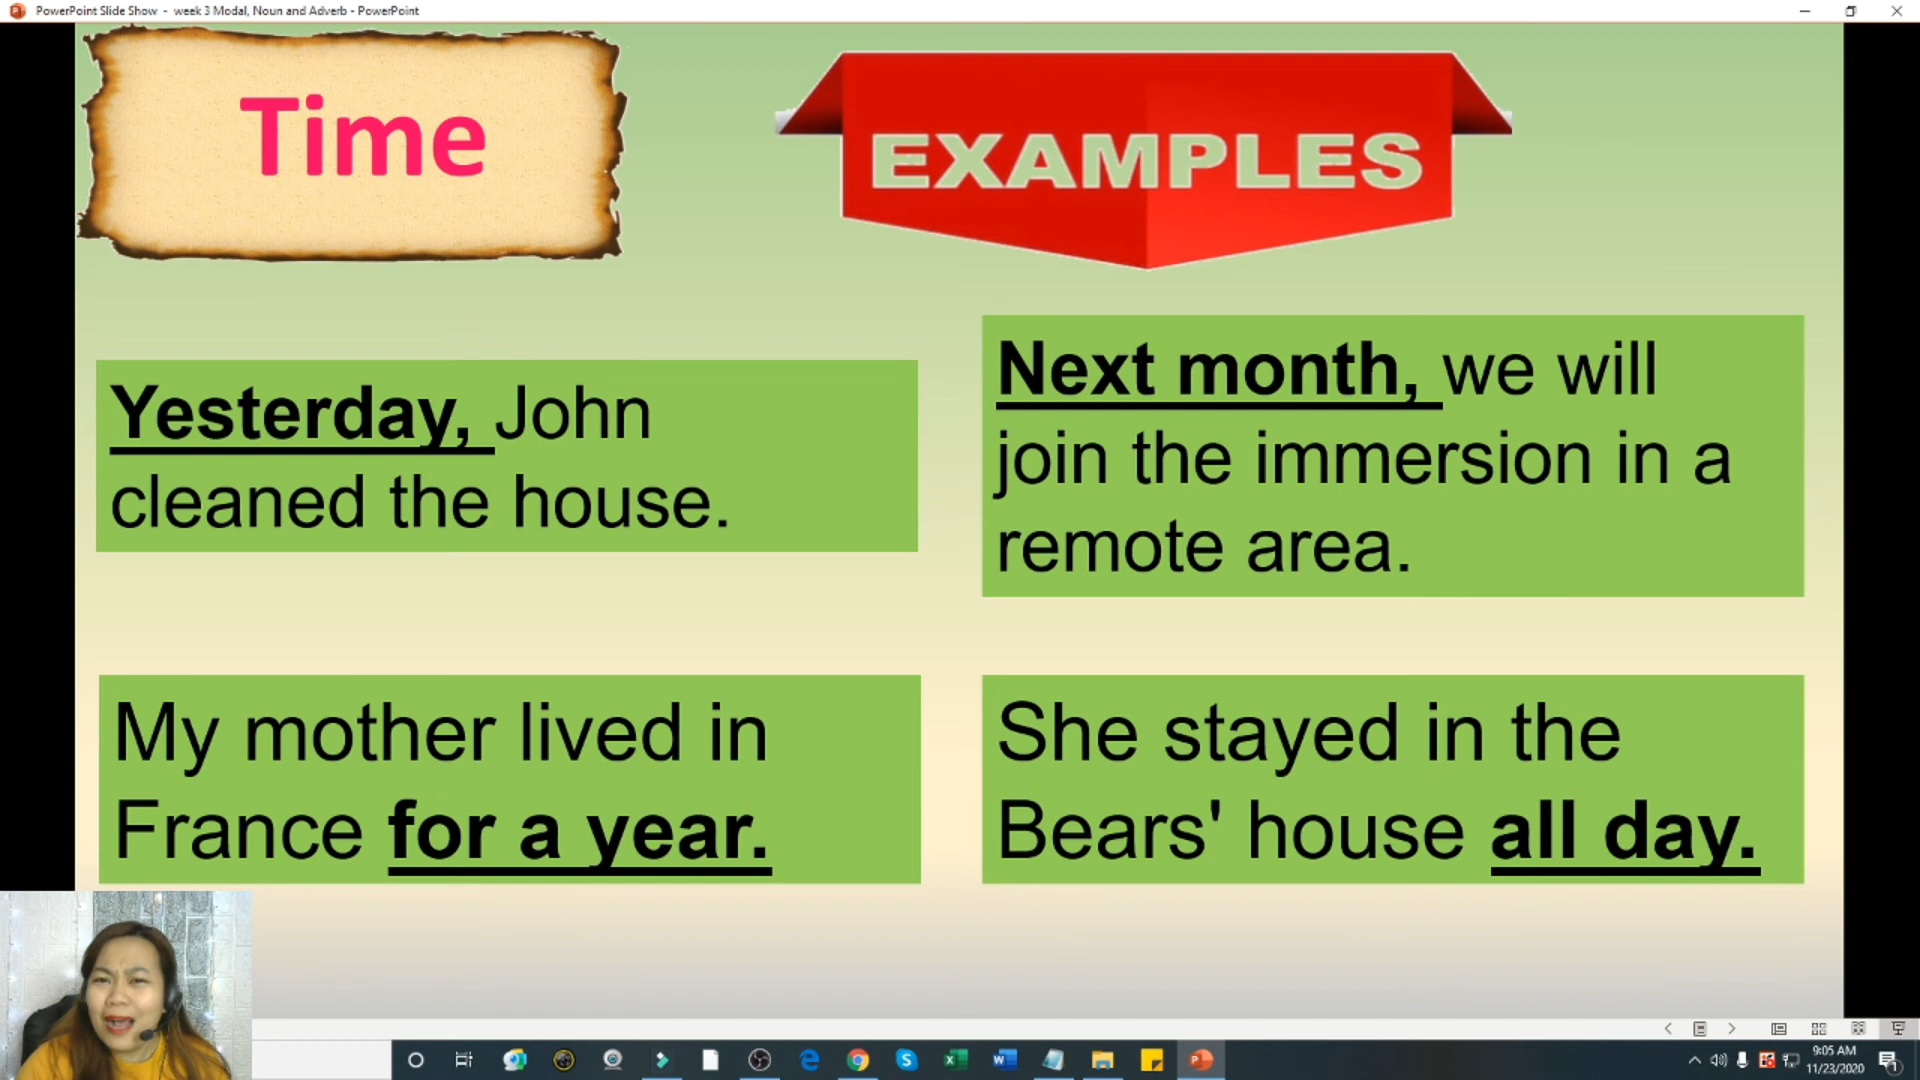 PowerPoint Slide Show - week 3 Modal, Noun and Adverb - PowerPoint
Time
EXAMPLES
Yesterday, John
cleaned the house.
Next month, we will
join the immersion in a
remote area.
My mother lived in
France for a year.
She stayed in the
Bears' house all day.
9:05 AM
11/23/2020